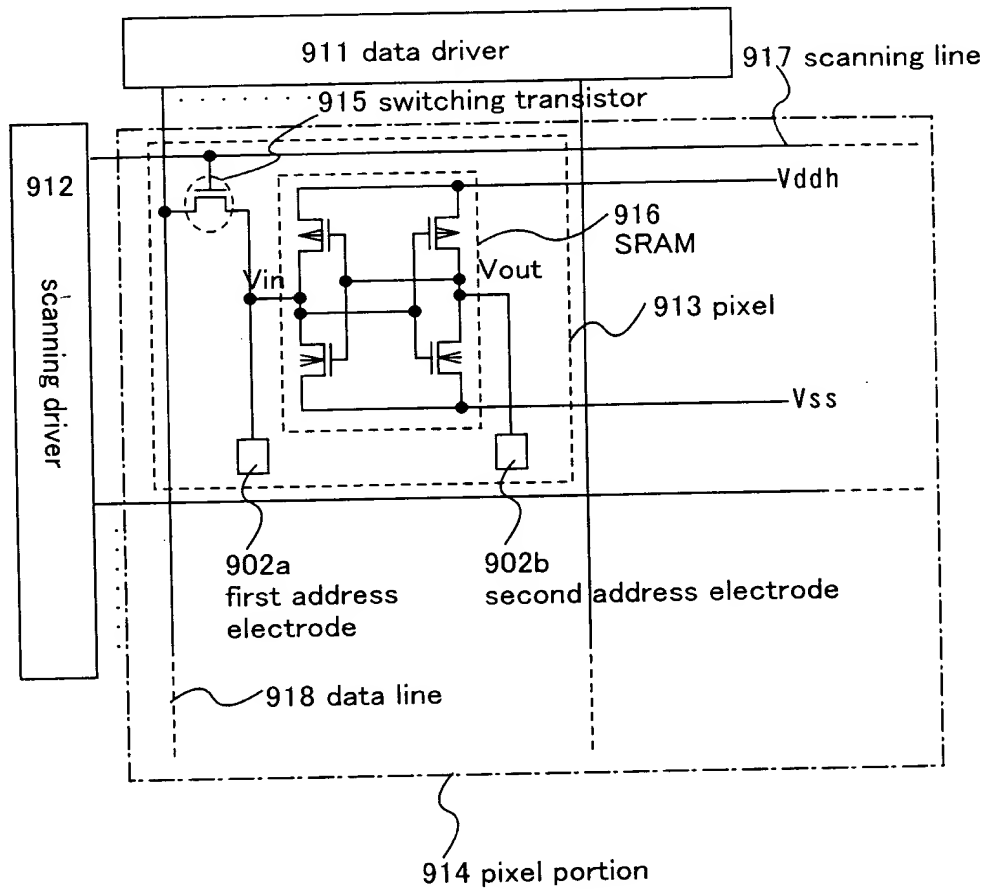 911 data driver
917 scanning line
915 switching transistor
912
scanning driver
Vddh
916
SRAM
Vin
Vout
913 pixel
Vss
902a
first address
electrode
902b
second address electrode
918 data line
914 pixel portion